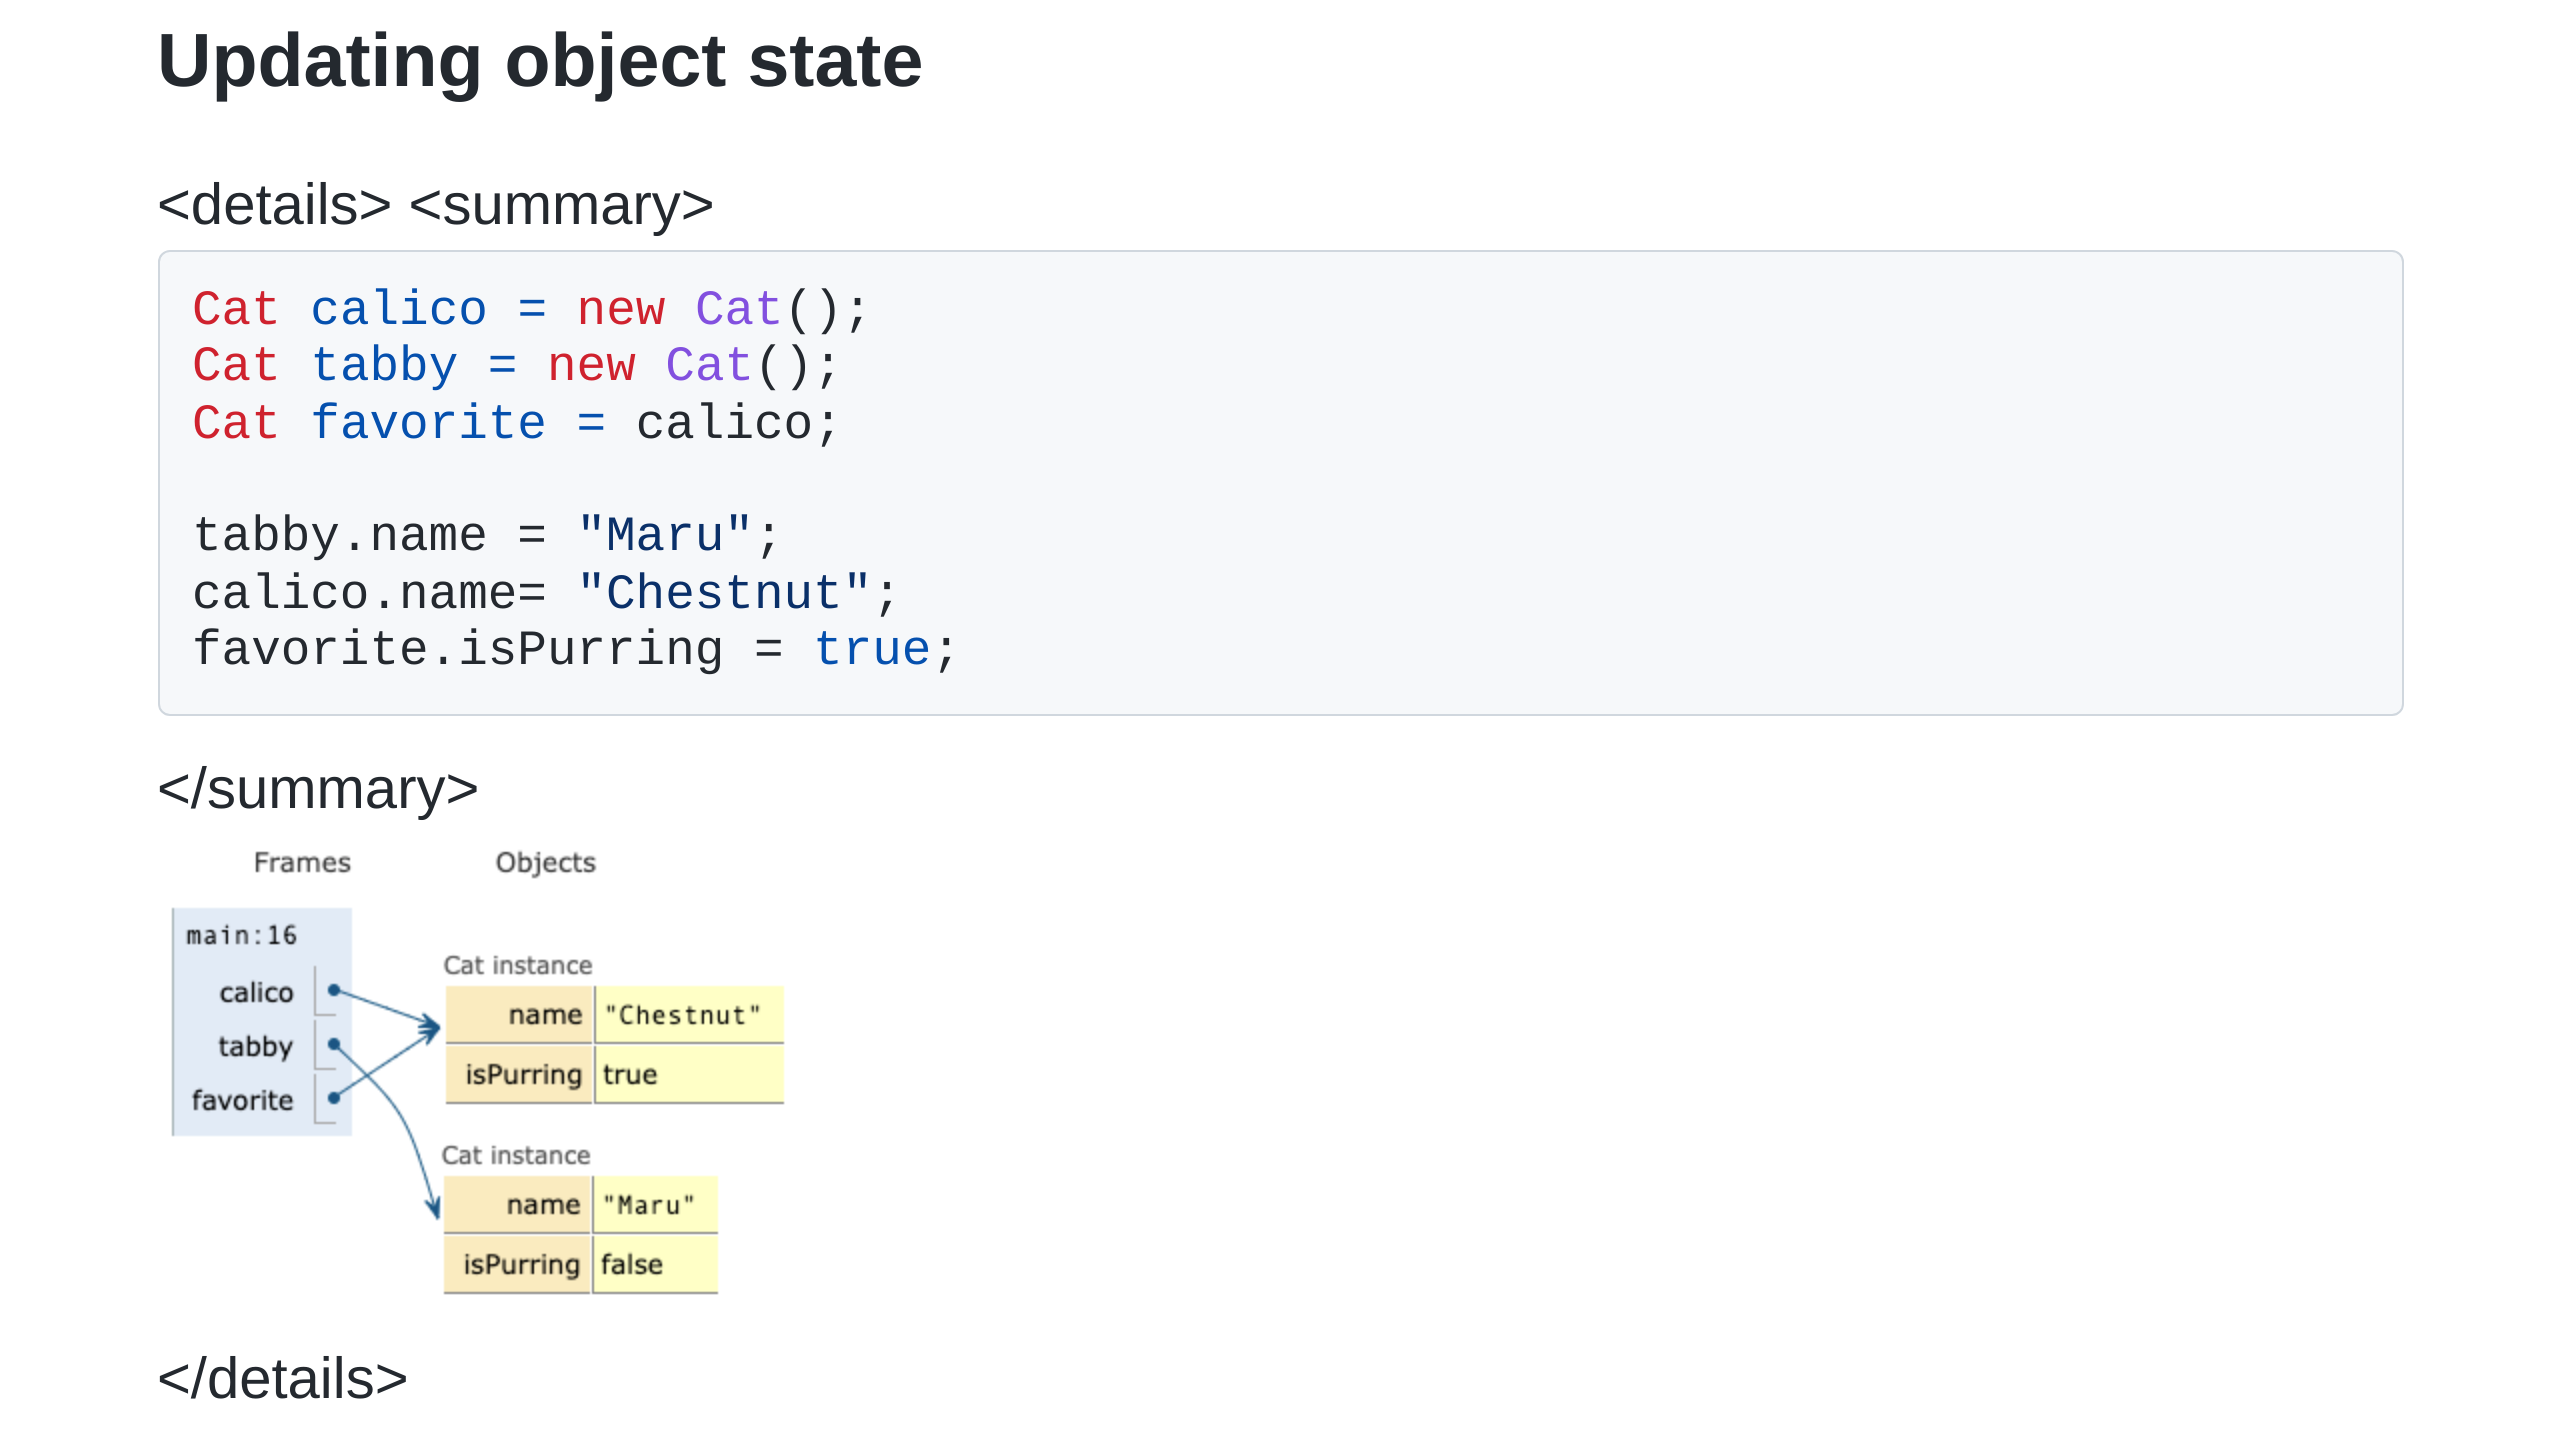 Updating object state
<details> <summary>
Cat calico = new Cat();
Cat tabby = new Cat();
Cat favorite = calico;
tabby.name = "Maru";
calico.name= "Chestnut";
favorite.isPurring = true;
</summary>
Frames Objects
main:16
calico
tabby
favorite
Cat instance
name "Chestnut"
isPurring true
Cat instance
name "Maru"
isPurring false
</details>